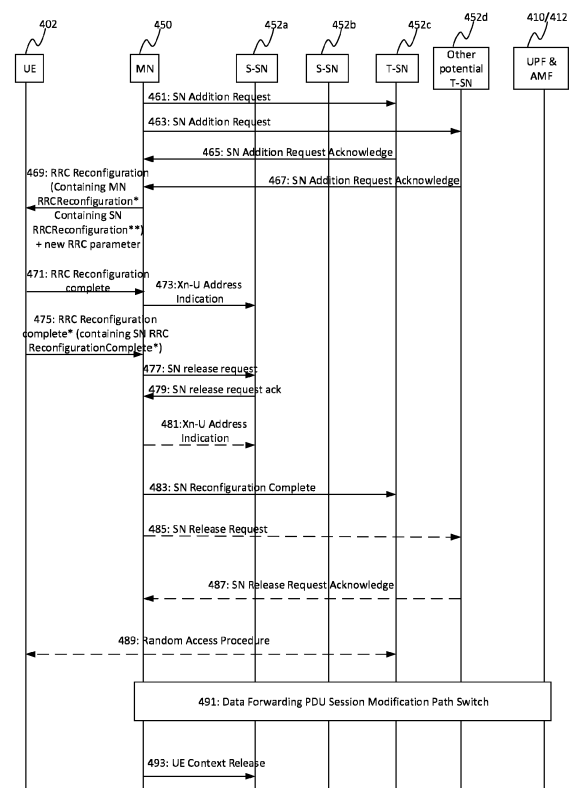 402
450
452a
452b
452c
452d
410/412
UE
MN
S-SN
S-SN
T-SN
Other
potential
T-SN
UPF &
AMF
461: SN Addition Request
463: SN Addition Request
465: SN Addition Request Acknowledge
467: SN Addition Request Acknowledge
469: RRC Reconfiguration
(Containing MN
RRCReconfiguration*
Containing SN
RRCReconfiguration**)
+ new RRC parameter
471: RRC Reconfiguration
complete
473:Xn-U Address
Indication
475: RRC Reconfiguration
complete* (containing SN RRC
ReconfigurationComplete*)
477: SN release request
479: SN release request ack
481:Xn-U Address
Indication
483: SN Reconfiguration Complete
485: SN Release Request
487: SN Release Request Acknowledge
489: Random Access Procedure
491: Data Forwarding PDU Session Modification Path Switch
493: UE Context Release